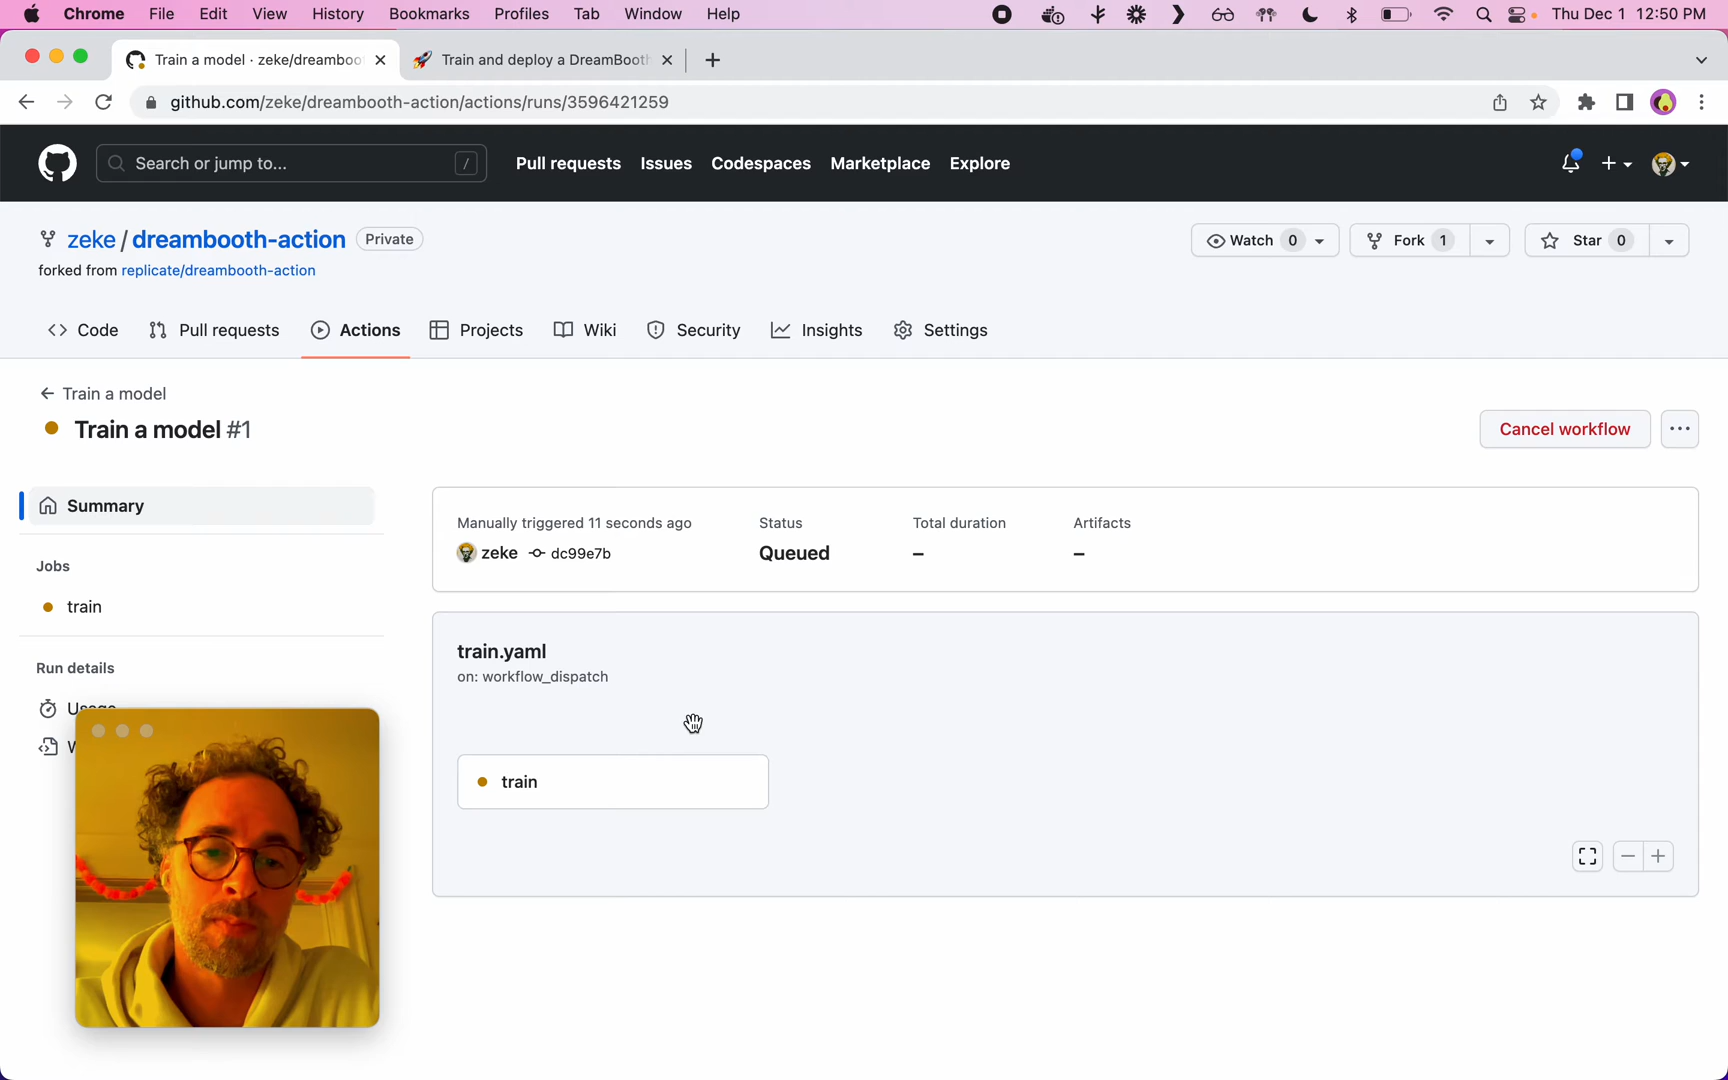 Chrome File Edit View History Bookmarks Profiles Tab Window Help Thu Dec 1 12:50 PM
Train a model · zeke/dreamboo Train and deploy a DreamBooth
github.com/zeke/dreambooth-action/actions/runs/3596421259
Search or jump to... / Pull requests Issues Codespaces Marketplace Explore
zeke / dreambooth-action Private Watch 0 Fork 1 Star 0
forked from replicate/dreambooth-action
Code Pull requests Actions Projects Wiki Security Insights Settings
← Train a model
Train a model #1 Cancel workflow ...
Summary
Manually triggered 11 seconds ago Status Total duration Artifacts
zeke dc99e7b Queued – –
Jobs
train
Run details
train.yaml
on: workflow_dispatch
train